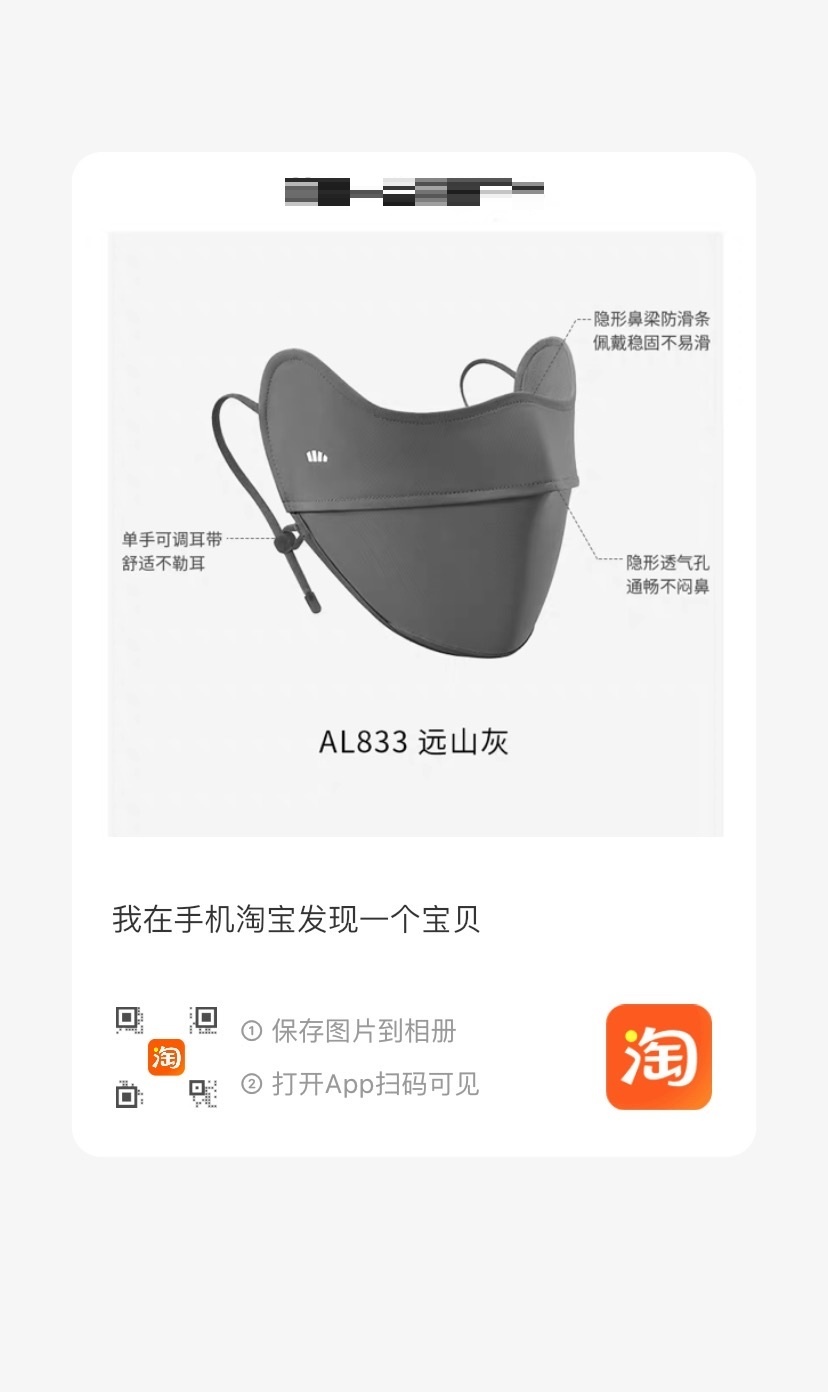 隐形鼻梁防滑条
佩戴稳固不易滑
单手可调耳带
舒适不勒耳
隐形透气孔
通畅不闷鼻
AL833 远山灰
我在手机淘宝发现一个宝贝
① 保存图片到相册
② 打开App扫码可见
淘
淘